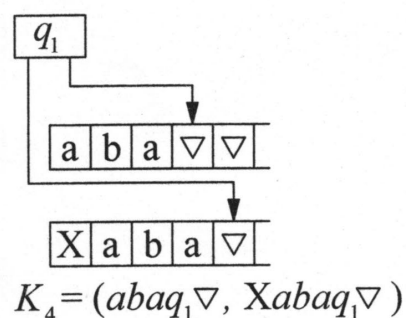 q₁
a b a ▽ ▽
X a b a ▽
K₄ = (abaq₁▽, Xabaq₁▽)